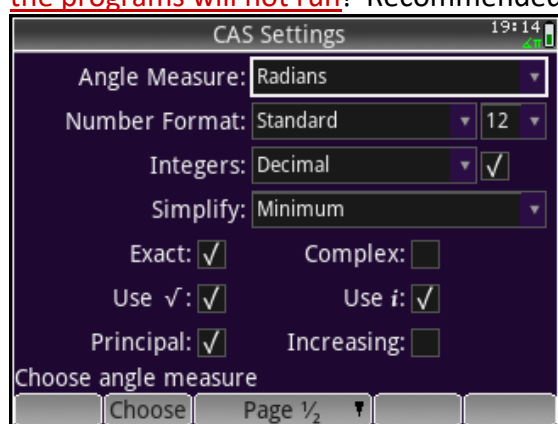 the programs will not run! Recommended
CAS Settings 19:14
∡π
Angle Measure: Radians
Number Format: Standard 12
Integers: Decimal √
Simplify: Minimum
Exact: √ Complex:
Use √: √ Use i: √
Principal: √ Increasing:
Choose angle measure
Choose Page ½